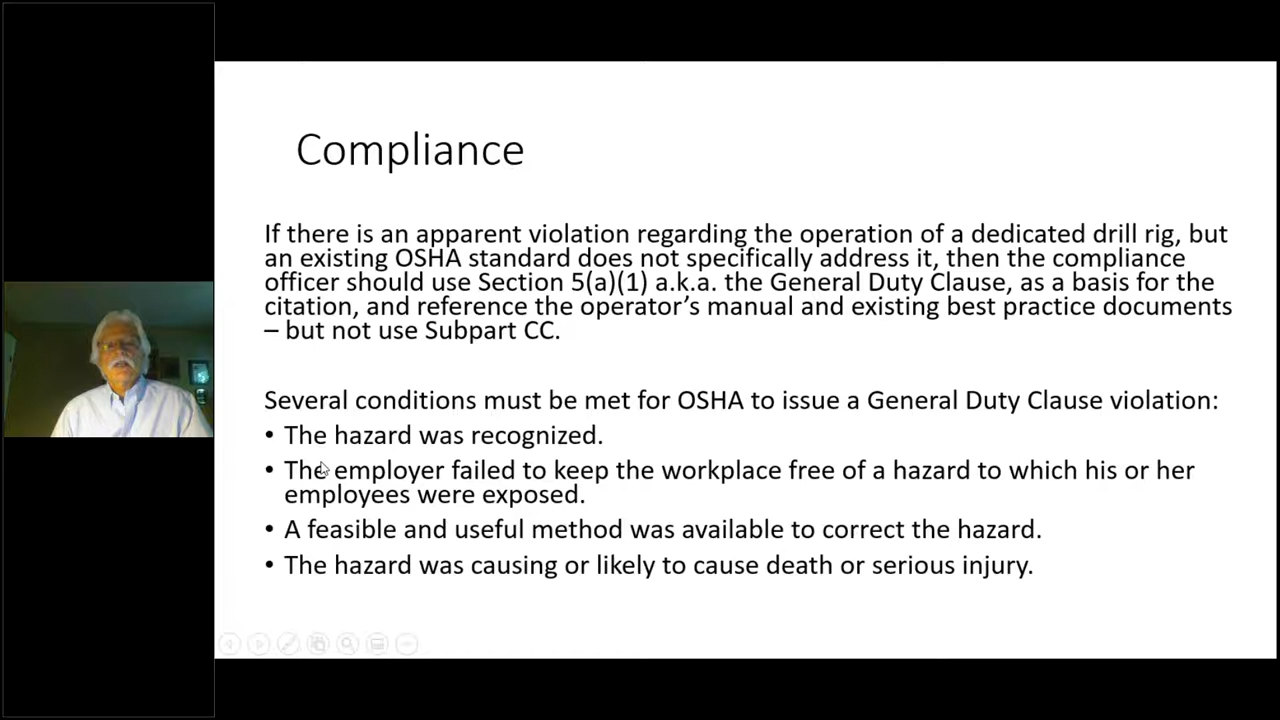 Compliance
If there is an apparent violation regarding the operation of a dedicated drill rig, but
an existing OSHA standard does not specifically address it, then the compliance
officer should use Section 5(a)(1) a.k.a. the General Duty Clause, as a basis for the
citation, and reference the operator’s manual and existing best practice documents
– but not use Subpart CC.
Several conditions must be met for OSHA to issue a General Duty Clause violation:
• The hazard was recognized.
• The employer failed to keep the workplace free of a hazard to which his or her
employees were exposed.
• A feasible and useful method was available to correct the hazard.
• The hazard was causing or likely to cause death or serious injury.